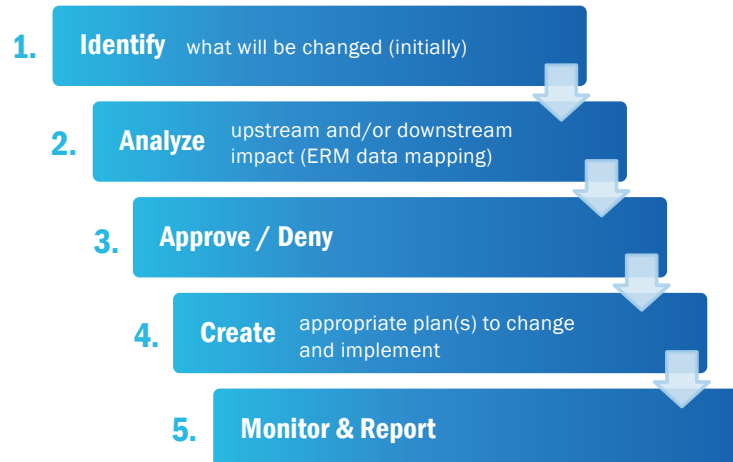 1. Identify what will be changed (initially)
2. Analyze upstream and/or downstream
impact (ERM data mapping)
3. Approve / Deny
4. Create appropriate plan(s) to change
and implement
5. Monitor & Report